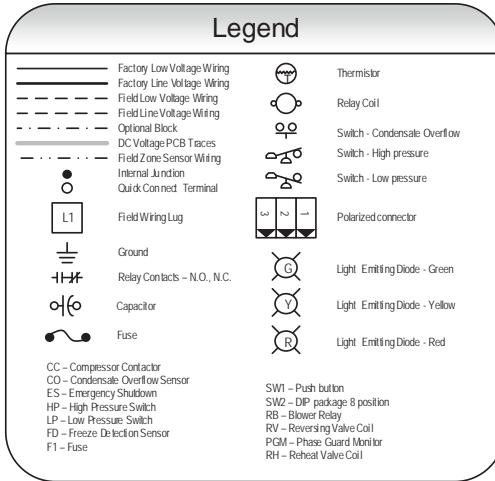 Legend
Factory Low Voltage Wiring
Factory Line Voltage Wiring
Field Low Voltage Wiring
Field Line Voltage Wiring
Optional Block
DC Voltage PCB Traces
Field Zone Sensor Wiring
Internal Junction
Quick Connect Terminal
L1 Field Wiring Lug
Ground
Relay Contacts – N.O., N.C.
Capacitor
Fuse
Thermistor
Relay Coil
Switch - Condensate Overflow
Switch - High pressure
Switch - Low pressure
3 2 1 Polarized connector
G Light Emitting Diode - Green
Y Light Emitting Diode - Yellow
R Light Emitting Diode - Red
CC – Compressor Contactor
CO – Condensate Overflow Sensor
ES – Emergency Shutdown
HP – High Pressure Switch
LP – Low Pressure Switch
FD – Freeze Detection Sensor
F1 – Fuse
SW1 – Push button
SW2 – DIP package 8 position
RB – Blower Relay
RV – Reversing Valve Coil
PGM – Phase Guard Monitor
RH – Reheat Valve Coil